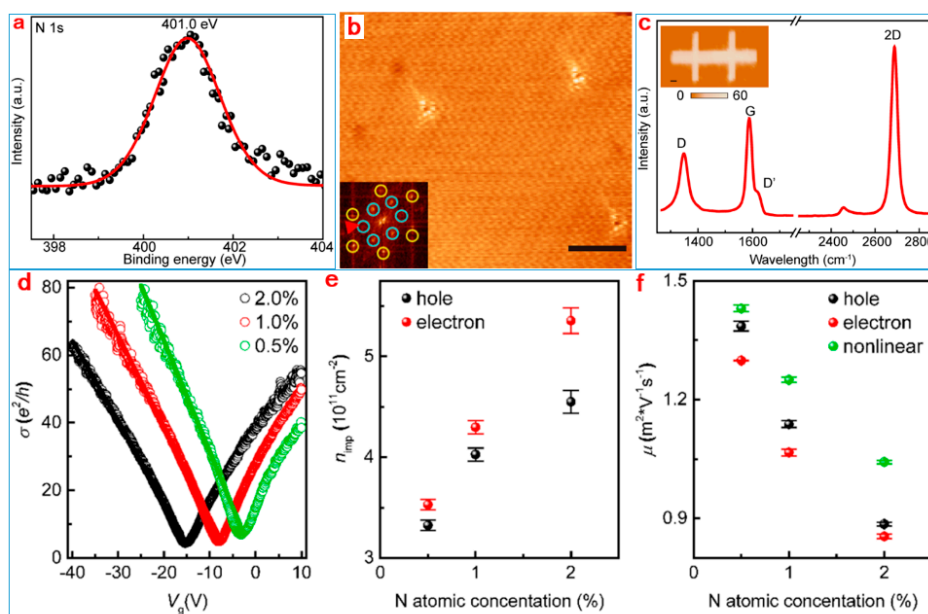 a
N 1s
401.0 eV
Intensity (a.u.)
398
400
402
404
Binding energy (eV)
b
c
0
60
D
G
D'
2D
Intensity (a.u.)
1400
1600
2400
2600
2800
Wavelength (cm⁻¹)
d
2.0%
1.0%
0.5%
σ (e²/h)
80
60
40
20
0
-40
-30
-20
-10
0
10
V_g(V)
e
hole
electron
n_imp (10¹¹cm⁻²)
5
4
3
0
1
2
N atomic concentation (%)
f
hole
electron
nonlinear
μ (m²*V⁻¹s⁻¹)
1.5
1.2
0.9
0
1
2
N atomic concentation (%)